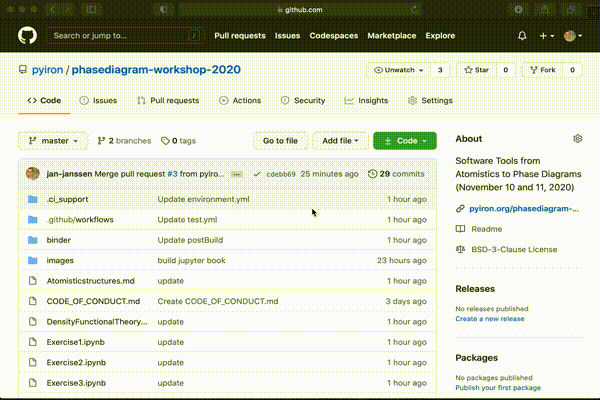 github.com
Search or jump to... / Pull requests Issues Codespaces Marketplace Explore
pyiron / phasediagram-workshop-2020
Unwatch 3 Star 0 Fork 0
Code Issues Pull requests Actions Security Insights Settings
master 2 branches 0 tags Go to file Add file Code
jan-janssen Merge pull request #3 from pyiro... ... cdebb69 25 minutes ago 29 commits
.ci_support Update environment.yml 1 hour ago
.github/workflows Update test.yml 1 hour ago
binder Update postBuild 1 hour ago
images build jupyter book 23 hours ago
Atomisticstructures.md update 1 hour ago
CODE_OF_CONDUCT.md Create CODE_OF_CONDUCT.md 3 days ago
DensityFunctionalTheory... update 1 hour ago
Exercise1.ipynb update 1 hour ago
Exercise2.ipynb update 1 hour ago
Exercise3.ipynb update 1 hour ago
About
Software Tools from
Atomistics to Phase Diagrams
(November 10 and 11, 2020)
pyiron.org/phasediagram-...
Readme
BSD-3-Clause License
Releases
No releases published
Create a new release
Packages
No packages published
Publish your first package